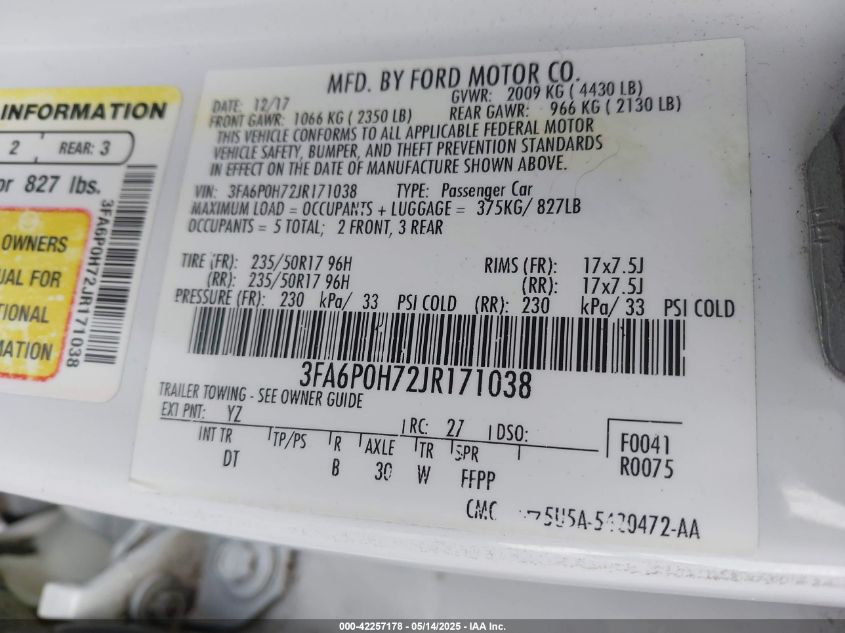 INFORMATION
2 REAR: 3
or 827 lbs.
OWNERS
UAL FOR
TIONAL
MATION
3FA6P0H72JR171038
MFD. BY FORD MOTOR CO.
DATE: 12/17 GVWR: 2009 KG ( 4430 LB)
FRONT GAWR: 1066 KG ( 2350 LB) REAR GAWR: 966 KG ( 2130 LB)
THIS VEHICLE CONFORMS TO ALL APPLICABLE FEDERAL MOTOR
VEHICLE SAFETY, BUMPER, AND THEFT PREVENTION STANDARDS
IN EFFECT ON THE DATE OF MANUFACTURE SHOWN ABOVE.
VIN: 3FA6P0H72JR171038 TYPE: Passenger Car
MAXIMUM LOAD = OCCUPANTS + LUGGAGE = 375KG/ 827LB
OCCUPANTS = 5 TOTAL; 2 FRONT, 3 REAR
TIRE (FR): 235/50R17 96H RIMS (FR): 17x7.5J
(RR): 235/50R17 96H (RR): 17x7.5J
PRESSURE (FR): 230 kPa/ 33 PSI COLD (RR): 230 kPa/ 33 PSI COLD
3FA6P0H72JR171038
TRAILER TOWING - SEE OWNER GUIDE
EXT PNT: YZ RC: 27 DSO:
INT TR TP/PS R AXLE TR SPR
DT B 30 W FFPP
F0041
R0075
CMC 5U5A-5420472-AA
000-42257178 - 05/14/2025 - IAA Inc.